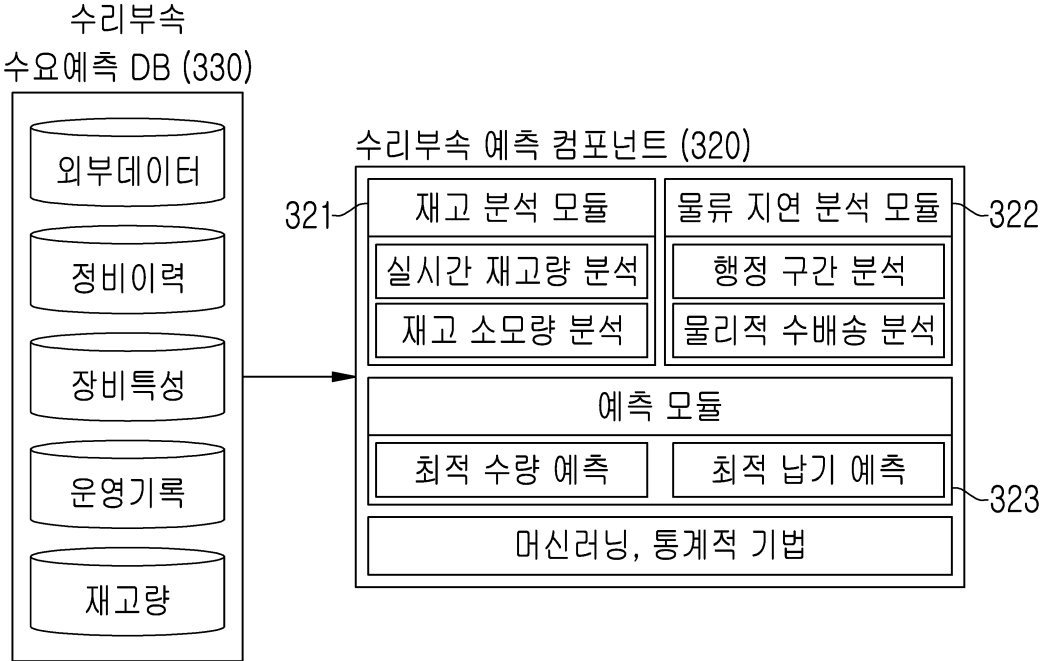 수리부속
수요예측 DB (330)
외부데이터
정비이력
장비특성
운영기록
재고량
수리부속 예측 컴포넌트 (320)
321
재고 분석 모듈
실시간 재고량 분석
재고 소모량 분석
물류 지연 분석 모듈
322
행정 구간 분석
물리적 수배송 분석
예측 모듈
최적 수량 예측
최적 납기 예측
323
머신러닝, 통계적 기법